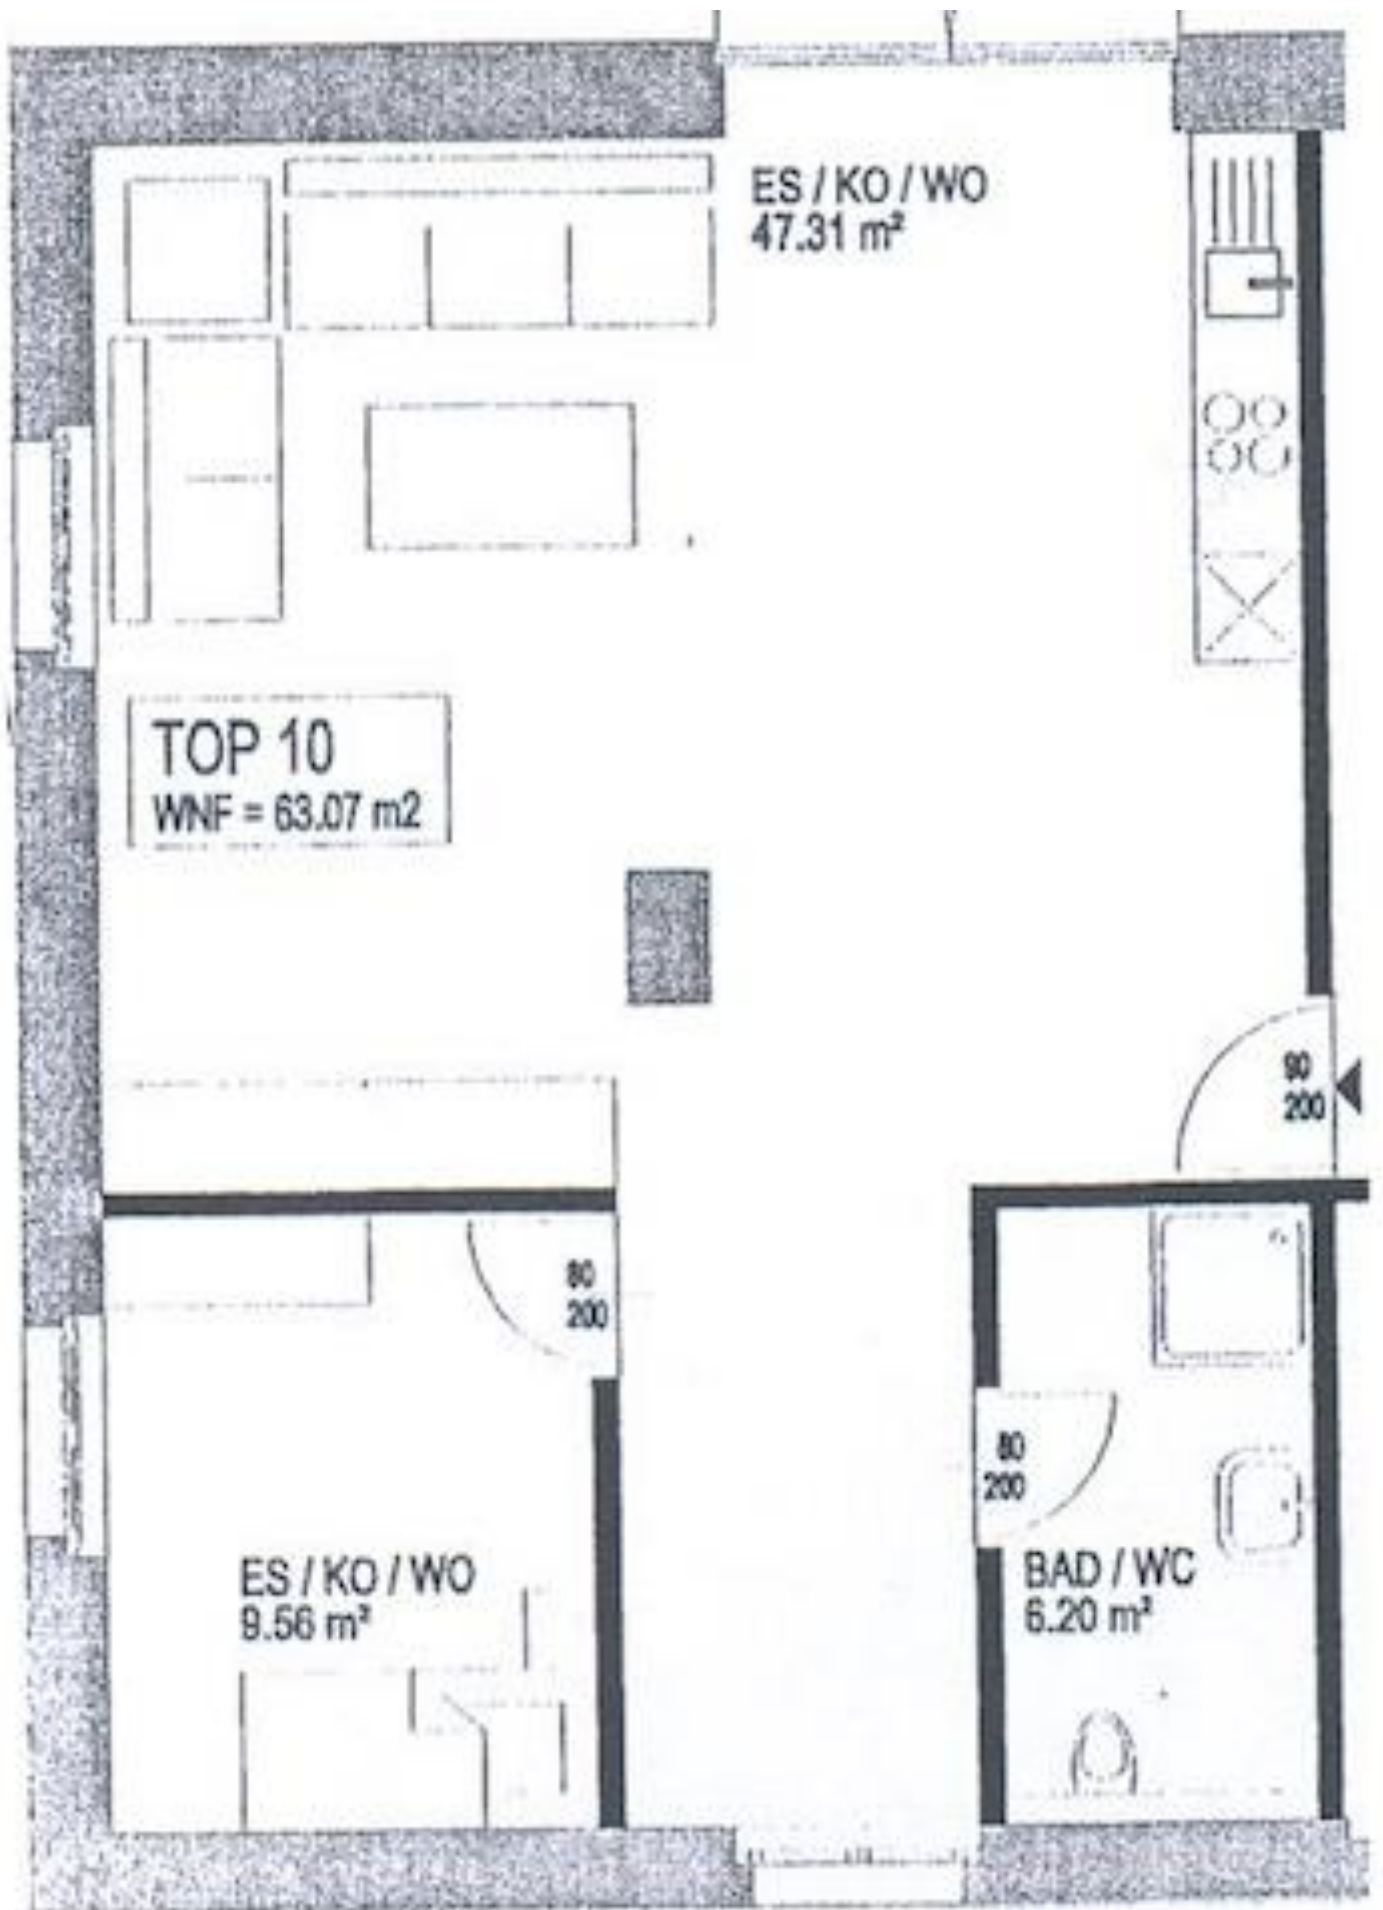 ES / KO / WO
47.31 m²
TOP 10
WNF = 63.07 m2
90
200
80
200
80
200
ES / KO / WO
9.56 m²
BAD / WC
6.20 m²